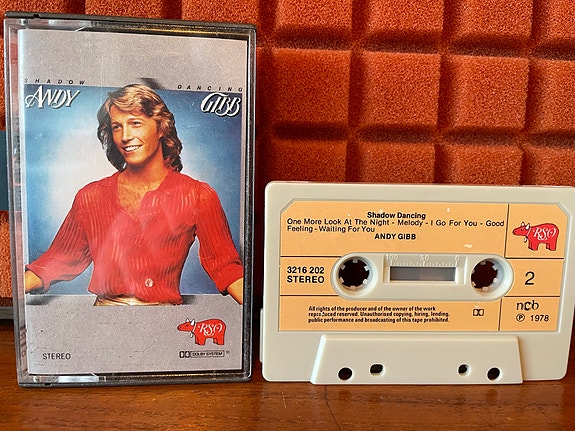 SHADOW DANCING
ANDY GIBB
RSO
STEREO
DOLBY SYSTEM
Shadow Dancing
One More Look At The Night - Melody - I Go For You - Good
Feeling - Waiting For You
ANDY GIBB
3216 202
STEREO
100 50
RSO
2
All rights of the producer and of the owner of the work
reproduced reserved. Unauthorised copying, hiring, lending,
public performance and broadcasting of this tape prohibited.
ncb
℗ 1978